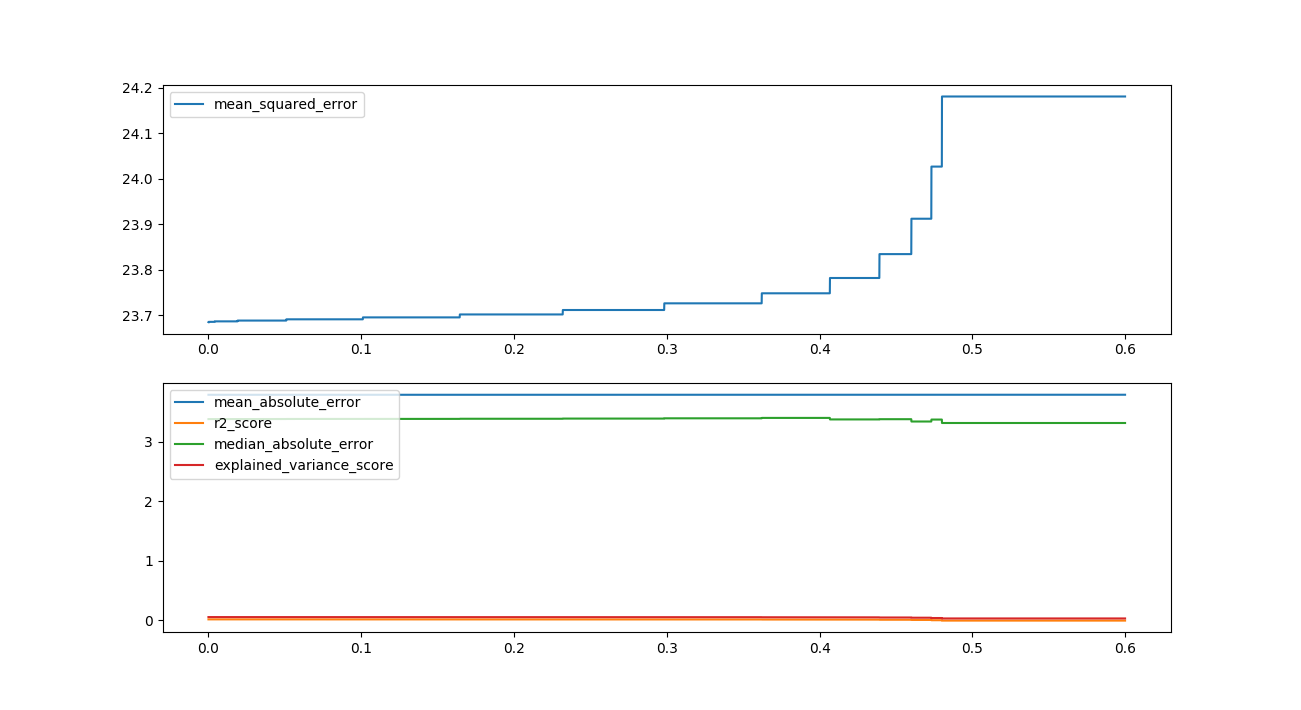 24.2
mean_squared_error
24.1
24.0
23.9
23.8
23.7
0.0 0.1 0.2 0.3 0.4 0.5 0.6
mean_absolute_error
r2_score
3
median_absolute_error
explained_variance_score
2
1
0
0.0 0.1 0.2 0.3 0.4 0.5 0.6